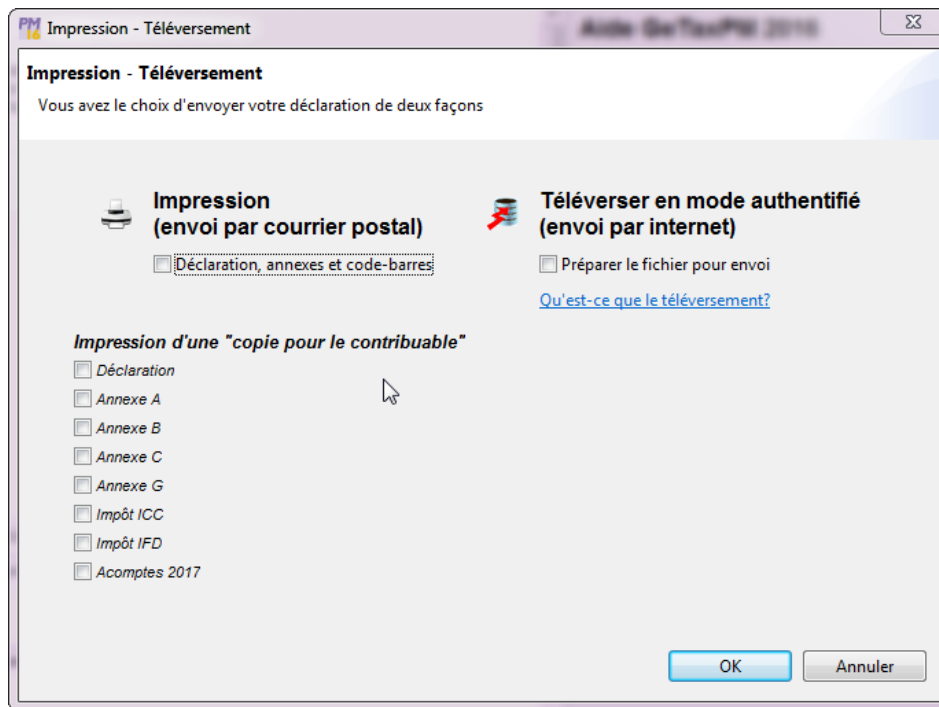 PM 16 Impression - Téléversement
Aide GeTaxPM 2016
Impression - Téléversement
Vous avez le choix d'envoyer votre déclaration de deux façons
Impression
(envoi par courrier postal)
Déclaration, annexes et code-barres
Téléverser en mode authentifié
(envoi par internet)
Préparer le fichier pour envoi
Qu'est-ce que le téléversement?
Impression d'une "copie pour le contribuable"
Déclaration
Annexe A
Annexe B
Annexe C
Annexe G
Impôt ICC
Impôt IFD
Acomptes 2017
OK
Annuler